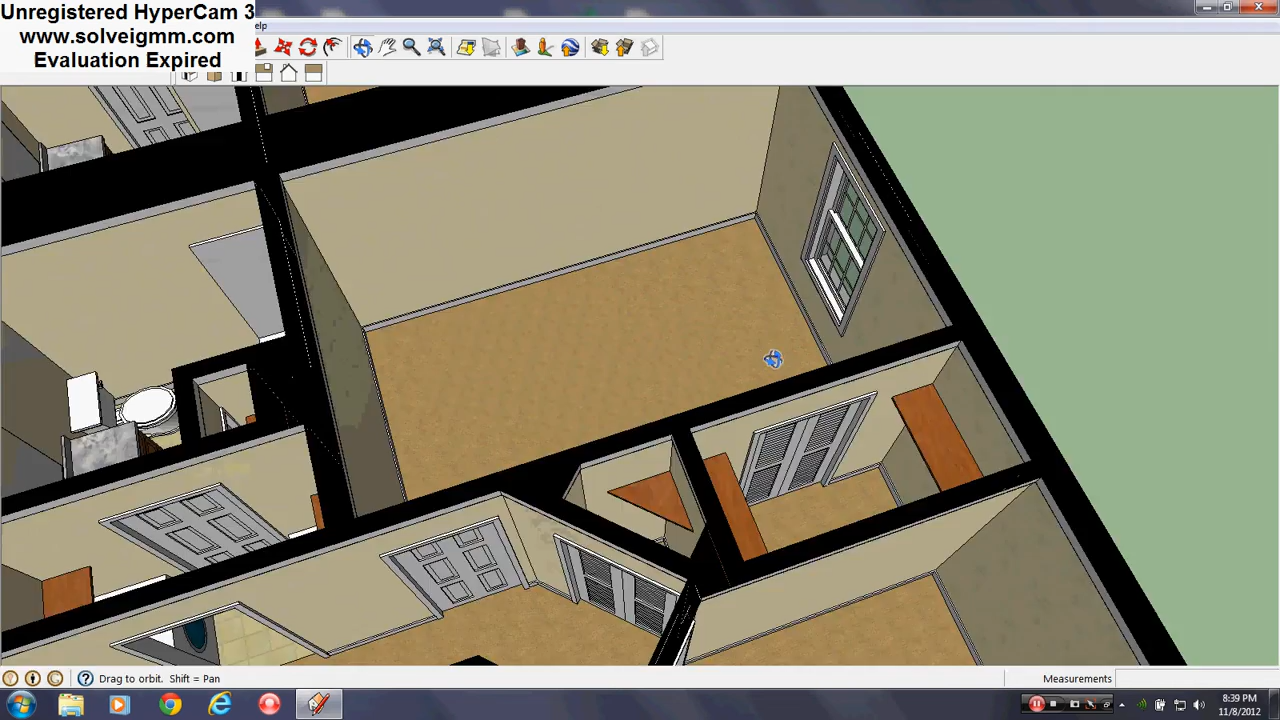 Unregistered HyperCam 3
www.solveigmm.com
Evaluation Expired
elp
Drag to orbit. Shift = Pan
Measurements
8:39 PM
11/8/2012